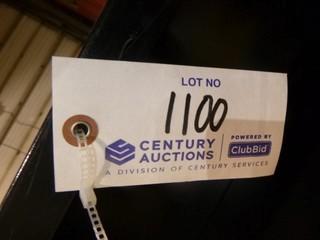 LOT NO
1100
CENTURY AUCTIONS
POWERED BY
ClubBid
A DIVISION OF CENTURY SERVICES